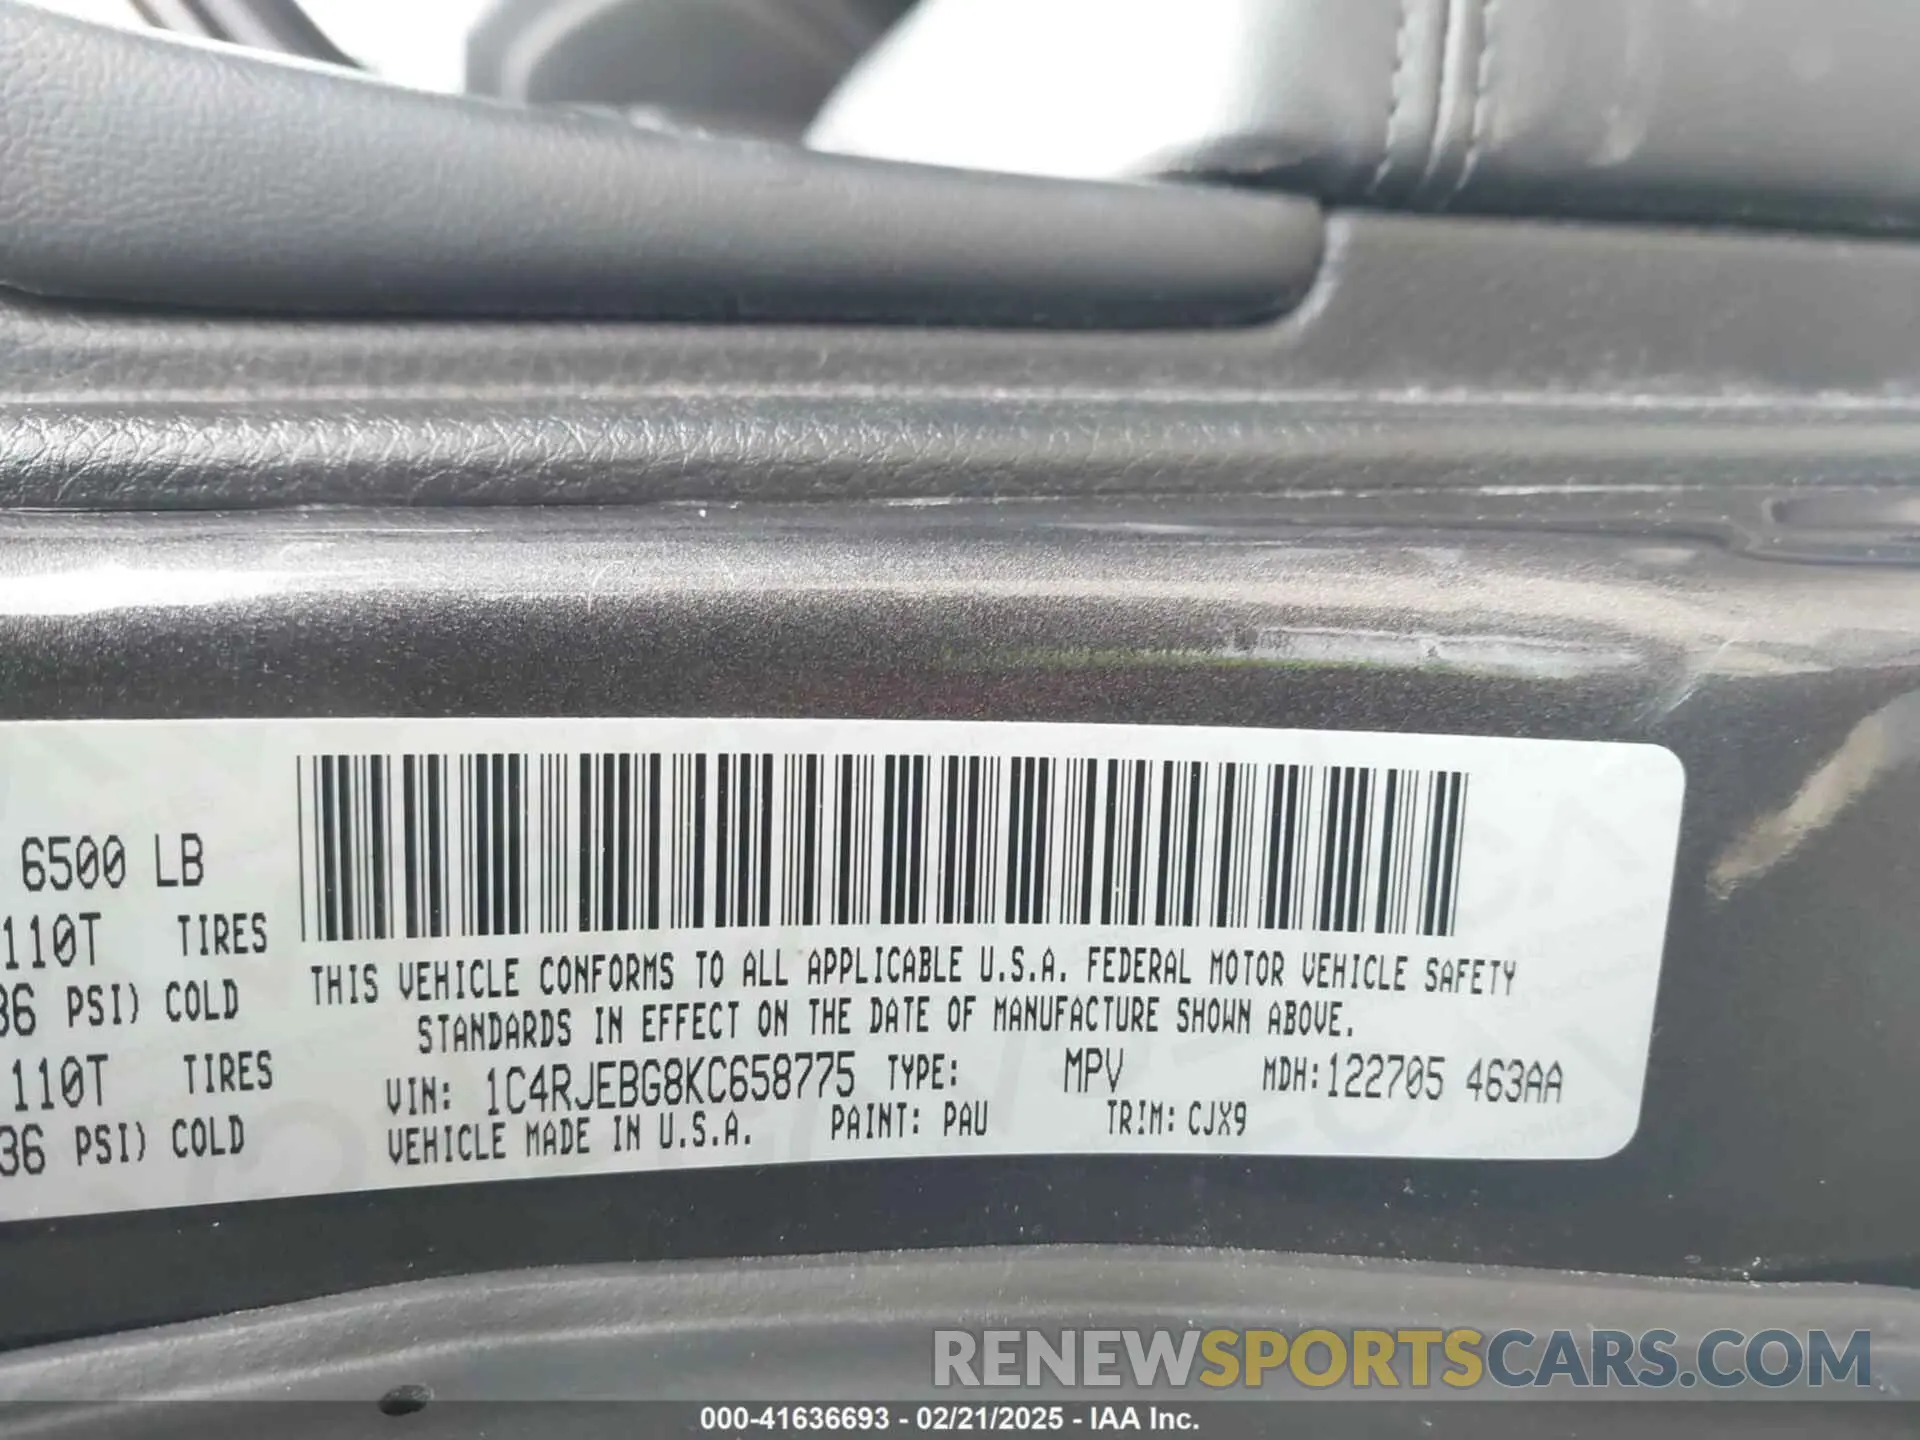 6500 LB
110T TIRES
36 PSI) COLD
110T TIRES
36 PSI) COLD
THIS VEHICLE CONFORMS TO ALL APPLICABLE U.S.A. FEDERAL MOTOR VEHICLE SAFETY
STANDARDS IN EFFECT ON THE DATE OF MANUFACTURE SHOWN ABOVE.
VIN: 1C4RJEBG8KC658775 TYPE: MPV MDH:122705 463AA
VEHICLE MADE IN U.S.A. PAINT: PAU TRIM: CJX9
RENEWSPORTSCARS.COM
000-41636693 - 02/21/2025 - IAA Inc.